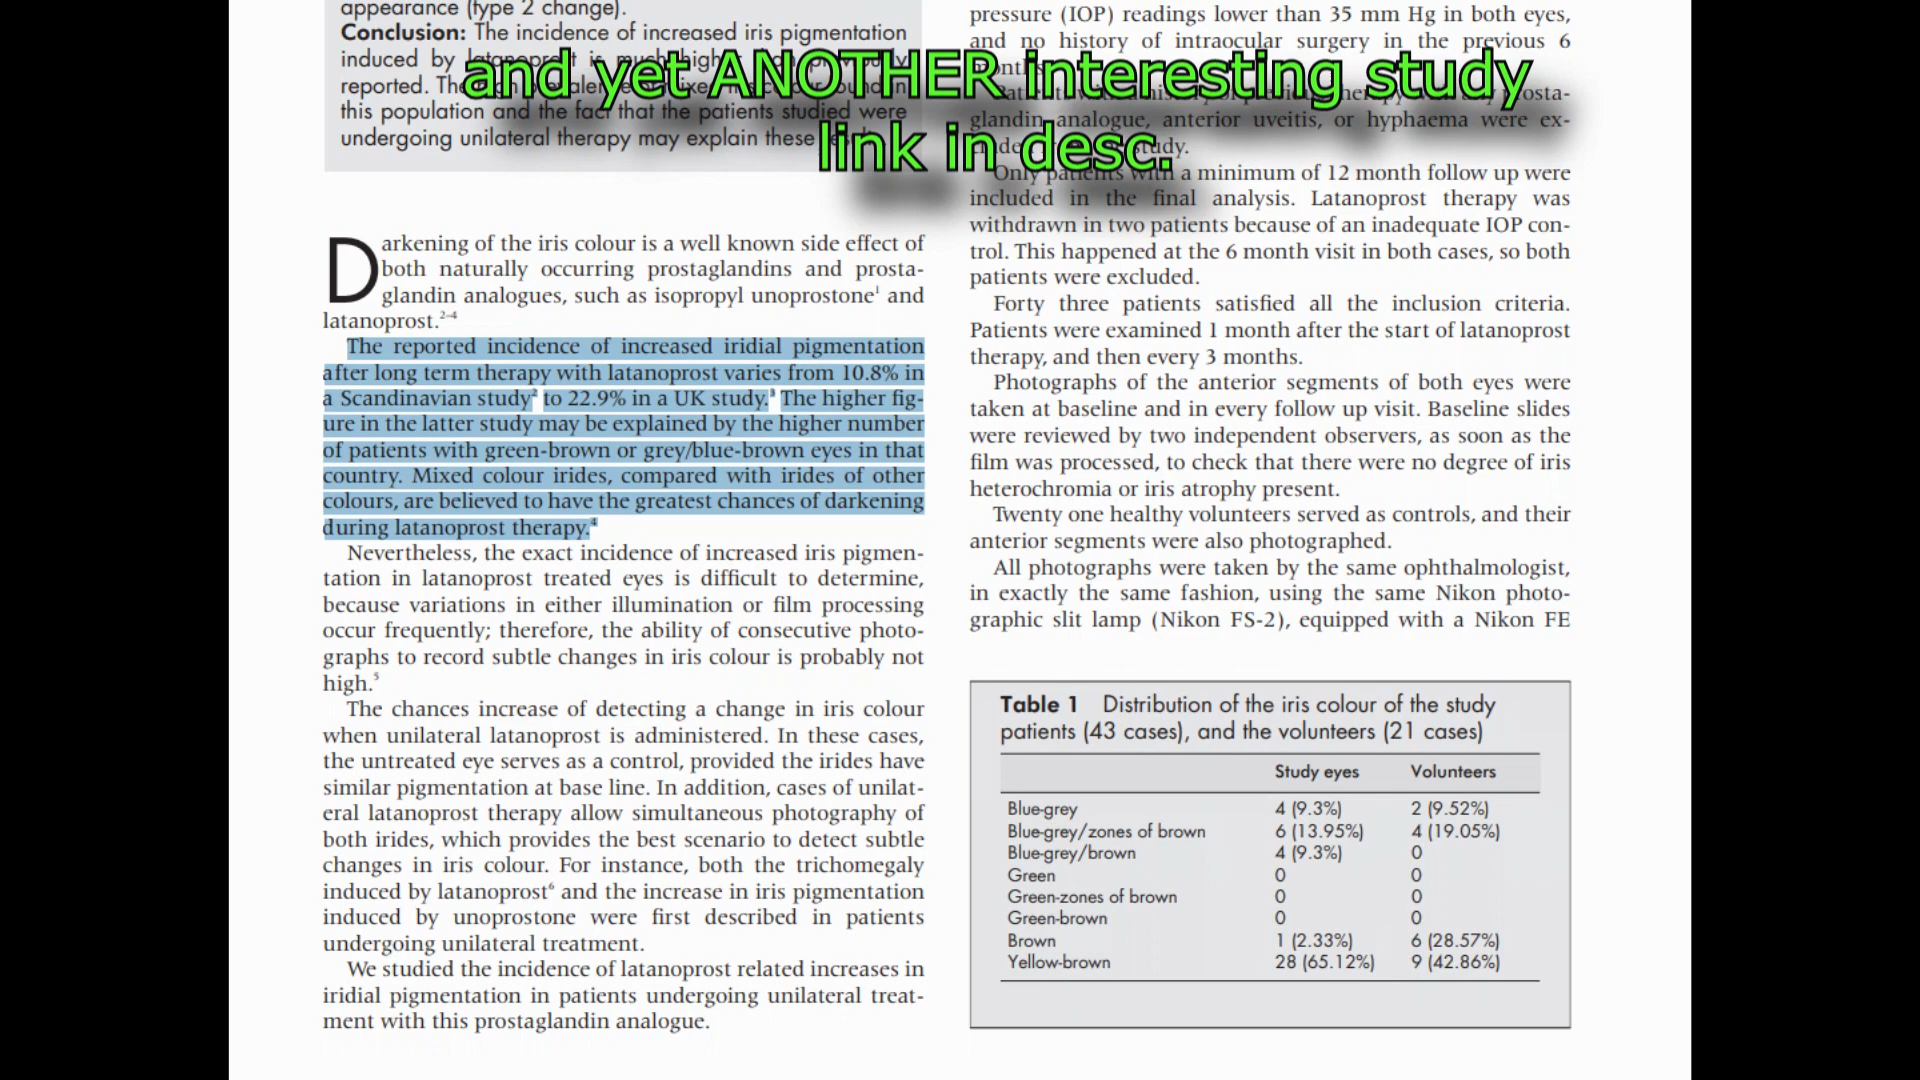 and yet ANOTHER interesting study
link in desc.
appearance (type 2 change).
Conclusion: The incidence of increased iris pigmentation
induced by latanoprost is much
reported. The
this population and the fact that the patients studied were
undergoing unilateral therapy may explain these
Darkening of the iris colour is a well known side effect of
both naturally occurring prostaglandins and prosta-
glandin analogues, such as isopropyl unoprostone¹ and
latanoprost.²⁻⁴
The reported incidence of increased iridial pigmentation
after long term therapy with latanoprost varies from 10.8% in
a Scandinavian study² to 22.9% in a UK study.³ The higher fig-
ure in the latter study may be explained by the higher number
of patients with green-brown or grey/blue-brown eyes in that
country. Mixed colour irides, compared with irides of other
colours, are believed to have the greatest chances of darkening
during latanoprost therapy.⁴
Nevertheless, the exact incidence of increased iris pigmen-
tation in latanoprost treated eyes is difficult to determine,
because variations in either illumination or film processing
occur frequently; therefore, the ability of consecutive photo-
graphs to record subtle changes in iris colour is probably not
high.⁵
The chances increase of detecting a change in iris colour
when unilateral latanoprost is administered. In these cases,
the untreated eye serves as a control, provided the irides have
similar pigmentation at base line. In addition, cases of unilat-
eral latanoprost therapy allow simultaneous photography of
both irides, which provides the best scenario to detect subtle
changes in iris colour. For instance, both the trichomegaly
induced by latanoprost⁶ and the increase in iris pigmentation
induced by unoprostone were first described in patients
undergoing unilateral treatment.
We studied the incidence of latanoprost related increases in
iridial pigmentation in patients undergoing unilateral treat-
ment with this prostaglandin analogue.
pressure (IOP) readings lower than 35 mm Hg in both eyes,
and no history of intraocular surgery in the previous 6
months
glandin analogue, anterior uveitis, or hyphaema were ex-
study.
Only patients with a minimum of 12 month follow up were
included in the final analysis. Latanoprost therapy was
withdrawn in two patients because of an inadequate IOP con-
trol. This happened at the 6 month visit in both cases, so both
patients were excluded.
Forty three patients satisfied all the inclusion criteria.
Patients were examined 1 month after the start of latanoprost
therapy, and then every 3 months.
Photographs of the anterior segments of both eyes were
taken at baseline and in every follow up visit. Baseline slides
were reviewed by two independent observers, as soon as the
film was processed, to check that there were no degree of iris
heterochromia or iris atrophy present.
Twenty one healthy volunteers served as controls, and their
anterior segments were also photographed.
All photographs were taken by the same ophthalmologist,
in exactly the same fashion, using the same Nikon photo-
graphic slit lamp (Nikon FS-2), equipped with a Nikon FE
Table 1 Distribution of the iris colour of the study
patients (43 cases), and the volunteers (21 cases)
Study eyes Volunteers
Blue-grey 4 (9.3%) 2 (9.52%)
Blue-grey/zones of brown 6 (13.95%) 4 (19.05%)
Blue-grey/brown 4 (9.3%) 0
Green 0 0
Green-zones of brown 0 0
Green-brown 0 0
Brown 1 (2.33%) 6 (28.57%)
Yellow-brown 28 (65.12%) 9 (42.86%)